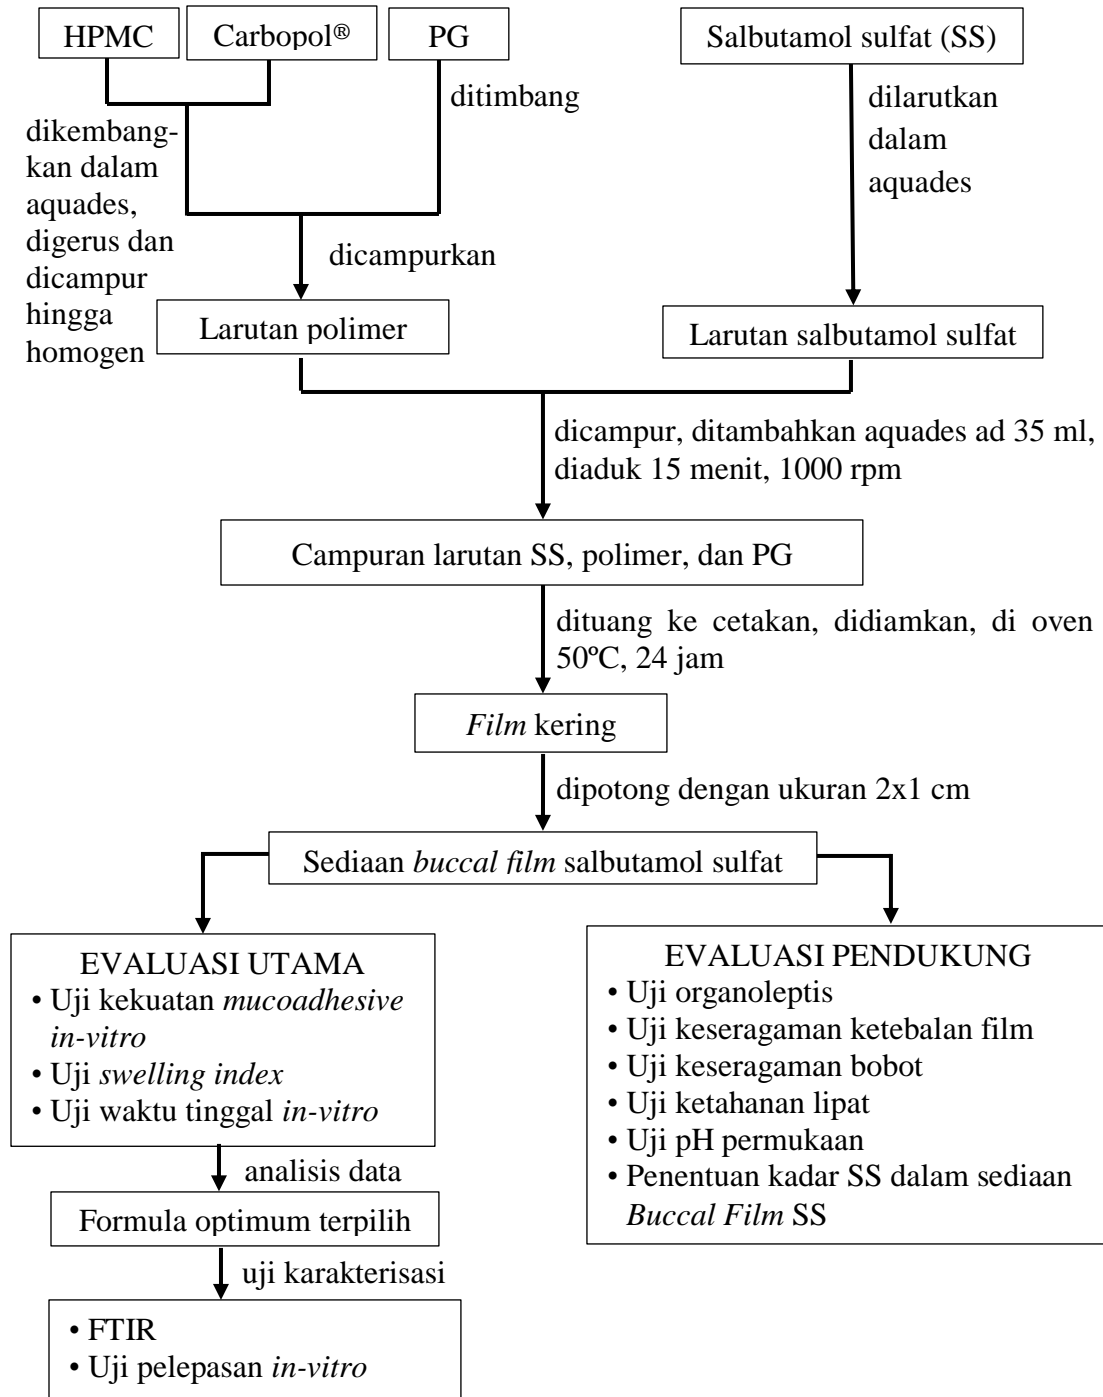 HPMC
Carbopol®
PG
Salbutamol sulfat (SS)
ditimbang
dilarutkan
dalam
aquades
dikembang-
kan dalam
aquades,
digerus dan
dicampur
hingga
homogen
dicampurkan
Larutan polimer
Larutan salbutamol sulfat
dicampur, ditambahkan aquades ad 35 ml,
diaduk 15 menit, 1000 rpm
Campuran larutan SS, polimer, dan PG
dituang ke cetakan, didiamkan, di oven
50ºC, 24 jam
Film kering
dipotong dengan ukuran 2x1 cm
Sediaan buccal film salbutamol sulfat
EVALUASI UTAMA
• Uji kekuatan mucoadhesive
in-vitro
• Uji swelling index
• Uji waktu tinggal in-vitro
EVALUASI PENDUKUNG
• Uji organoleptis
• Uji keseragaman ketebalan film
• Uji keseragaman bobot
• Uji ketahanan lipat
• Uji pH permukaan
• Penentuan kadar SS dalam sediaan
Buccal Film SS
analisis data
Formula optimum terpilih
uji karakterisasi
• FTIR
• Uji pelepasan in-vitro